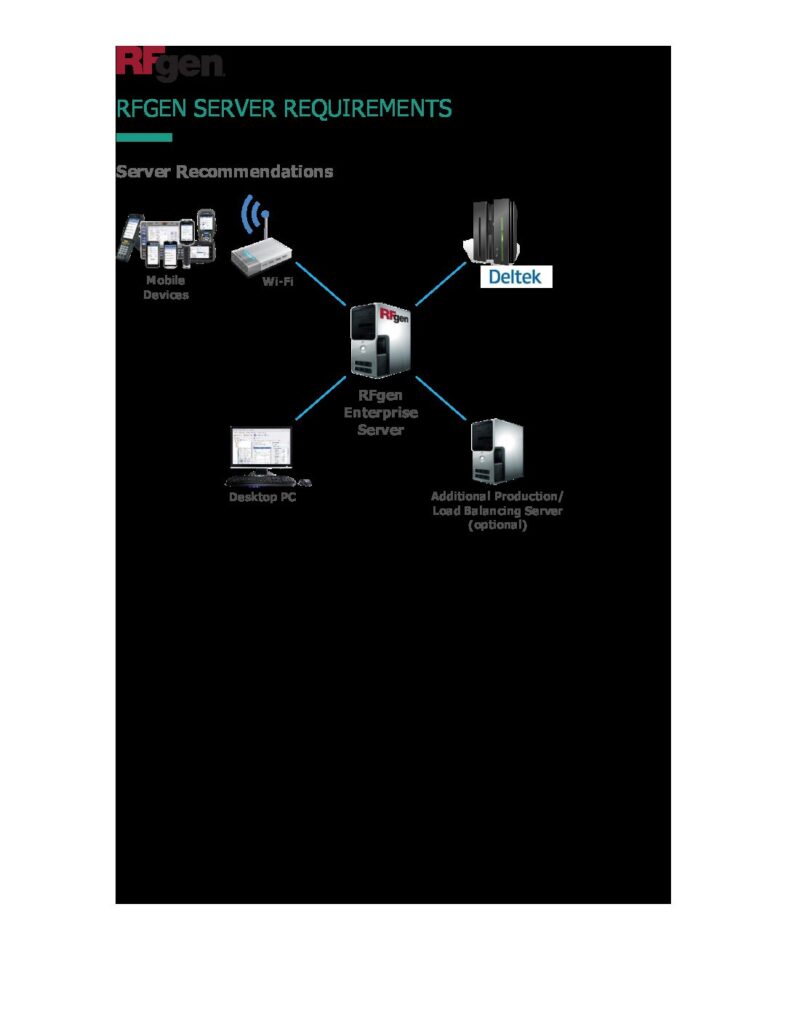 RFgen
RFGEN SERVER REQUIREMENTS
Server Recommendations
Mobile
Devices
Wi-Fi
Deltek
RFgen
RFgen
Enterprise
Server
Desktop PC
Additional Production/
Load Balancing Server
(optional)